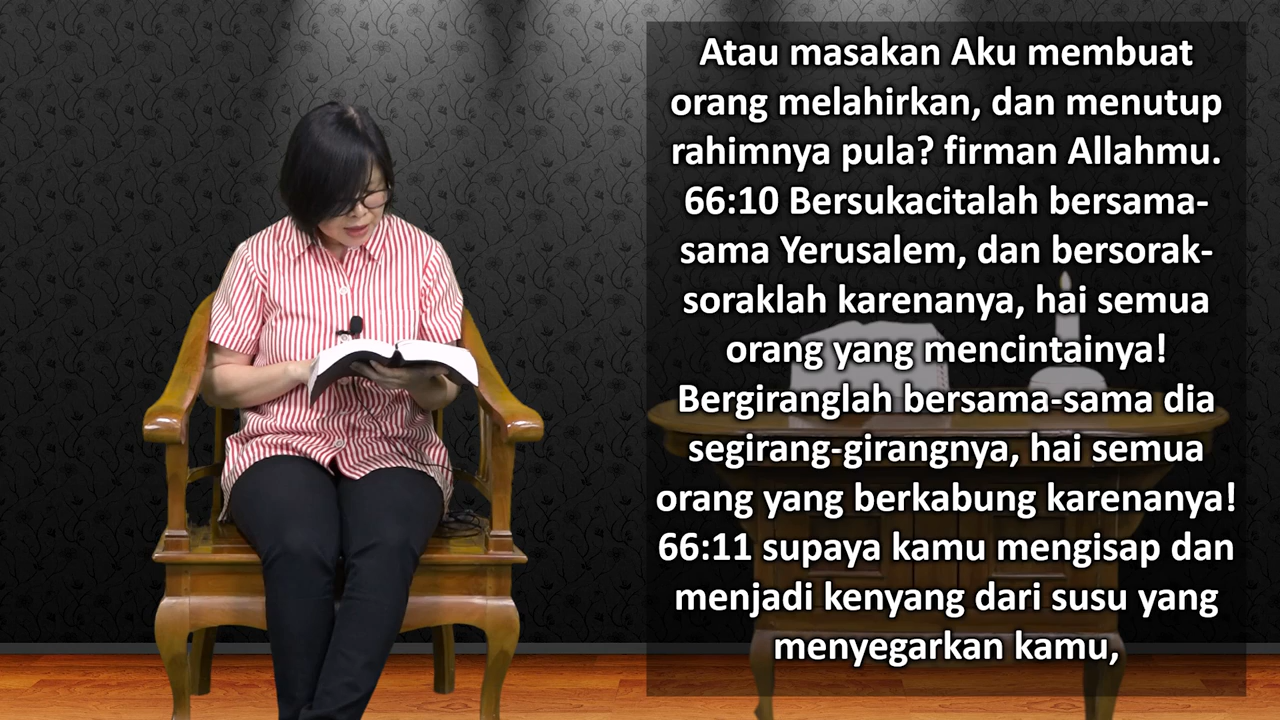 Atau masakan Aku membuat
orang melahirkan, dan menutup
rahimnya pula? firman Allahmu.
66:10 Bersukacitalah bersama-
sama Yerusalem, dan bersorak-
soraklah karenanya, hai semua
orang yang mencintainya!
Bergiranglah bersama-sama dia
segirang-girangnya, hai semua
orang yang berkabung karenanya!
66:11 supaya kamu mengisap dan
menjadi kenyang dari susu yang
menyegarkan kamu,